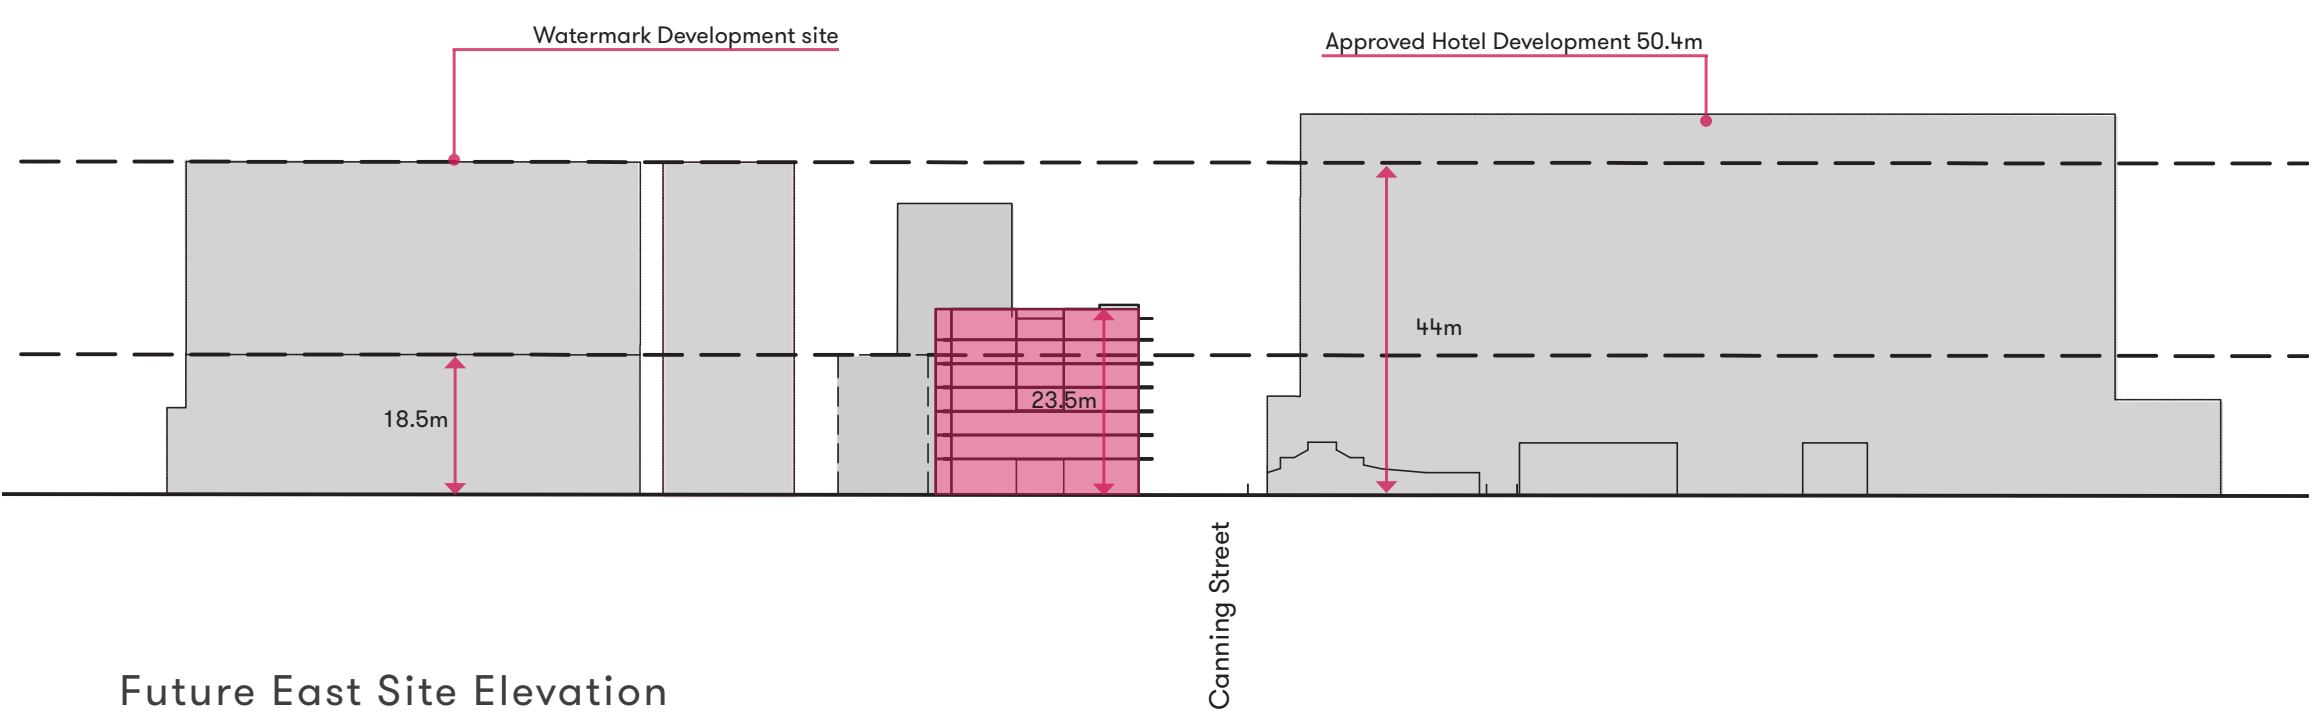 Watermark Development site
Approved Hotel Development 50.4m
44m
18.5m
23.5m
Canning Street
Future East Site Elevation